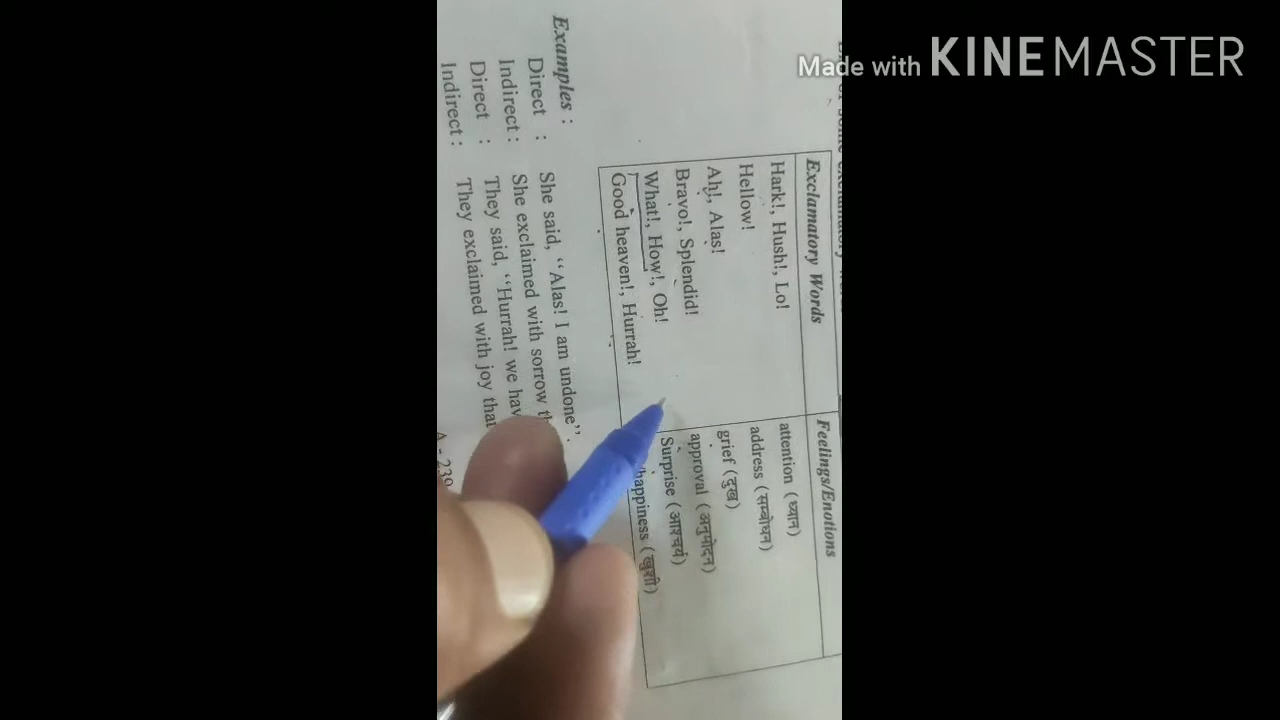 Made with KINEMASTER
Exclamatory Words Feelings/Enotions
Hark!, Hush!, Lo! attention (ध्यान)
Hellow! address (सम्बोधन)
Ah!, Alas! grief (दुख)
Bravo!, Splendid! approval (अनुमोदन)
What!, How!, Oh! Surprise (आश्चर्य)
Good heaven!, Hurrah! happiness (खुशी)
Examples :
Direct : She said, "Alas! I am undone".
Indirect : She exclaimed with sorrow
Direct : They said, "Hurrah! we
Indirect : They exclaimed with joy
A - 239